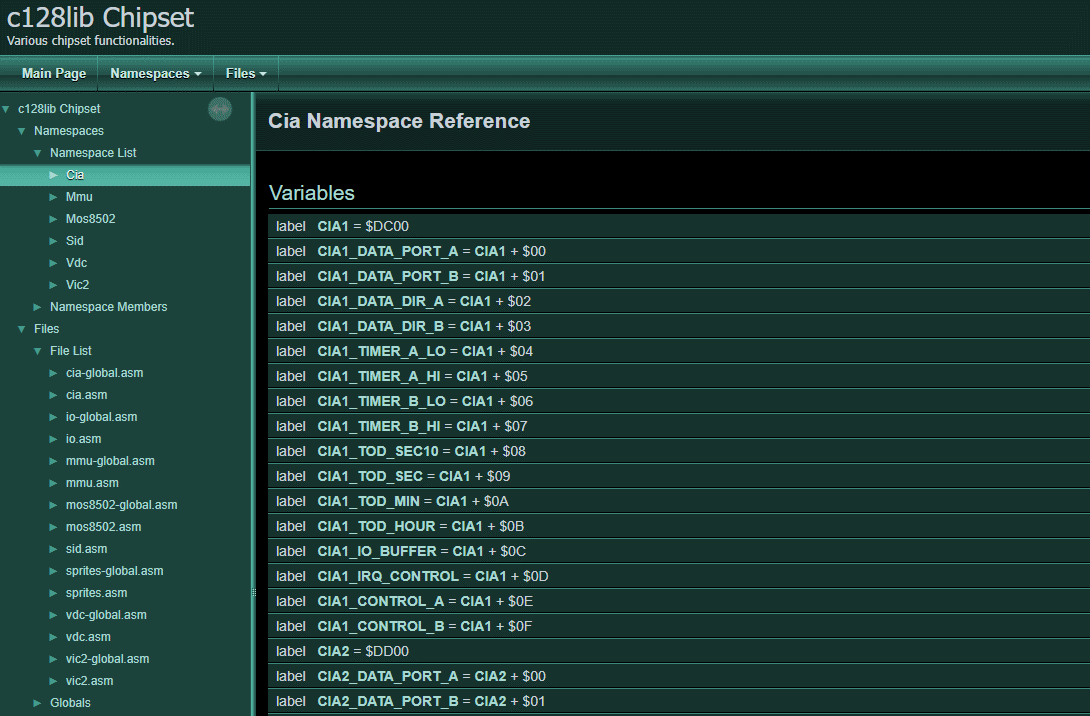 c128lib Chipset
Various chipset functionalities.
Main Page Namespaces Files
c128lib Chipset
Namespaces
Namespace List
Cia
Mmu
Mos8502
Sid
Vdc
Vic2
Namespace Members
Files
File List
cia-global.asm
cia.asm
io-global.asm
io.asm
mmu-global.asm
mmu.asm
mos8502-global.asm
mos8502.asm
sid.asm
sprites-global.asm
sprites.asm
vdc-global.asm
vdc.asm
vic2-global.asm
vic2.asm
Globals
Cia Namespace Reference
Variables
label CIA1 = $DC00
label CIA1_DATA_PORT_A = CIA1 + $00
label CIA1_DATA_PORT_B = CIA1 + $01
label CIA1_DATA_DIR_A = CIA1 + $02
label CIA1_DATA_DIR_B = CIA1 + $03
label CIA1_TIMER_A_LO = CIA1 + $04
label CIA1_TIMER_A_HI = CIA1 + $05
label CIA1_TIMER_B_LO = CIA1 + $06
label CIA1_TIMER_B_HI = CIA1 + $07
label CIA1_TOD_SEC10 = CIA1 + $08
label CIA1_TOD_SEC = CIA1 + $09
label CIA1_TOD_MIN = CIA1 + $0A
label CIA1_TOD_HOUR = CIA1 + $0B
label CIA1_IO_BUFFER = CIA1 + $0C
label CIA1_IRQ_CONTROL = CIA1 + $0D
label CIA1_CONTROL_A = CIA1 + $0E
label CIA1_CONTROL_B = CIA1 + $0F
label CIA2 = $DD00
label CIA2_DATA_PORT_A = CIA2 + $00
label CIA2_DATA_PORT_B = CIA2 + $01